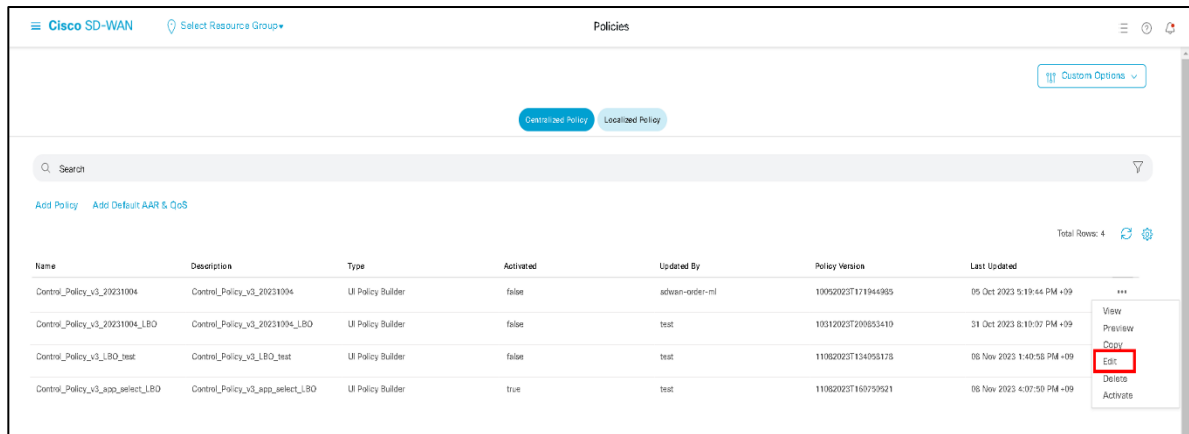 Cisco SD-WAN Select Resource Group Policies
Custom Options
Centralized Policy Localized Policy
Search
Add Policy Add Default AAR & QoS
Total Rows: 4
Name Description Type Activated Updated By Policy Version Last Updated
Control_Policy_v3_20231004 Control_Policy_v3_20231004 UI Policy Builder false sdwan-order-ml 10052023T171944985 05 Oct 2023 5:19:44 PM +09 •••
View
Control_Policy_v3_20231004_LBO Control_Policy_v3_20231004_LBO UI Policy Builder false test 31 Oct 2023 8:10:07 PM +09
Preview
Copy
Control_Policy_v3_LBO_test Control_Policy_v3_LBO_test UI Policy Builder false test 11082023T134058178 08 Nov 2023 1:40:58 PM +09
Edit
Delete
Control_Policy_v3_app_select_LBO Control_Policy_v3_app_select_LBO UI Policy Builder true test 08 Nov 2023 4:07:50 PM +09
Activate